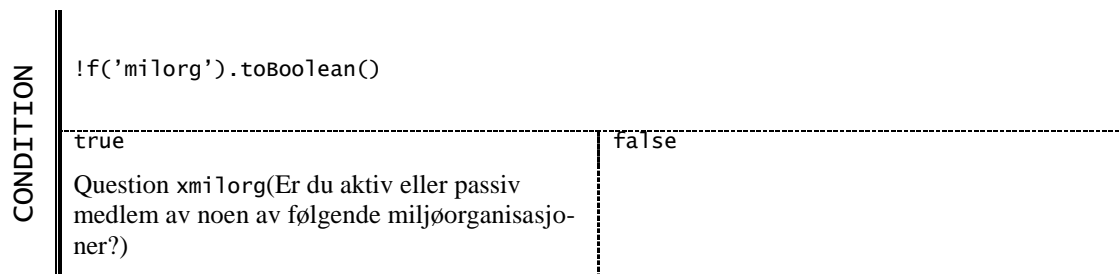 CONDITION
!f(’milorg’).toBoolean()
true
false
Question xmilorg(Er du aktiv eller passiv
medlem av noen av følgende miljøorganisasjo-
ner?)